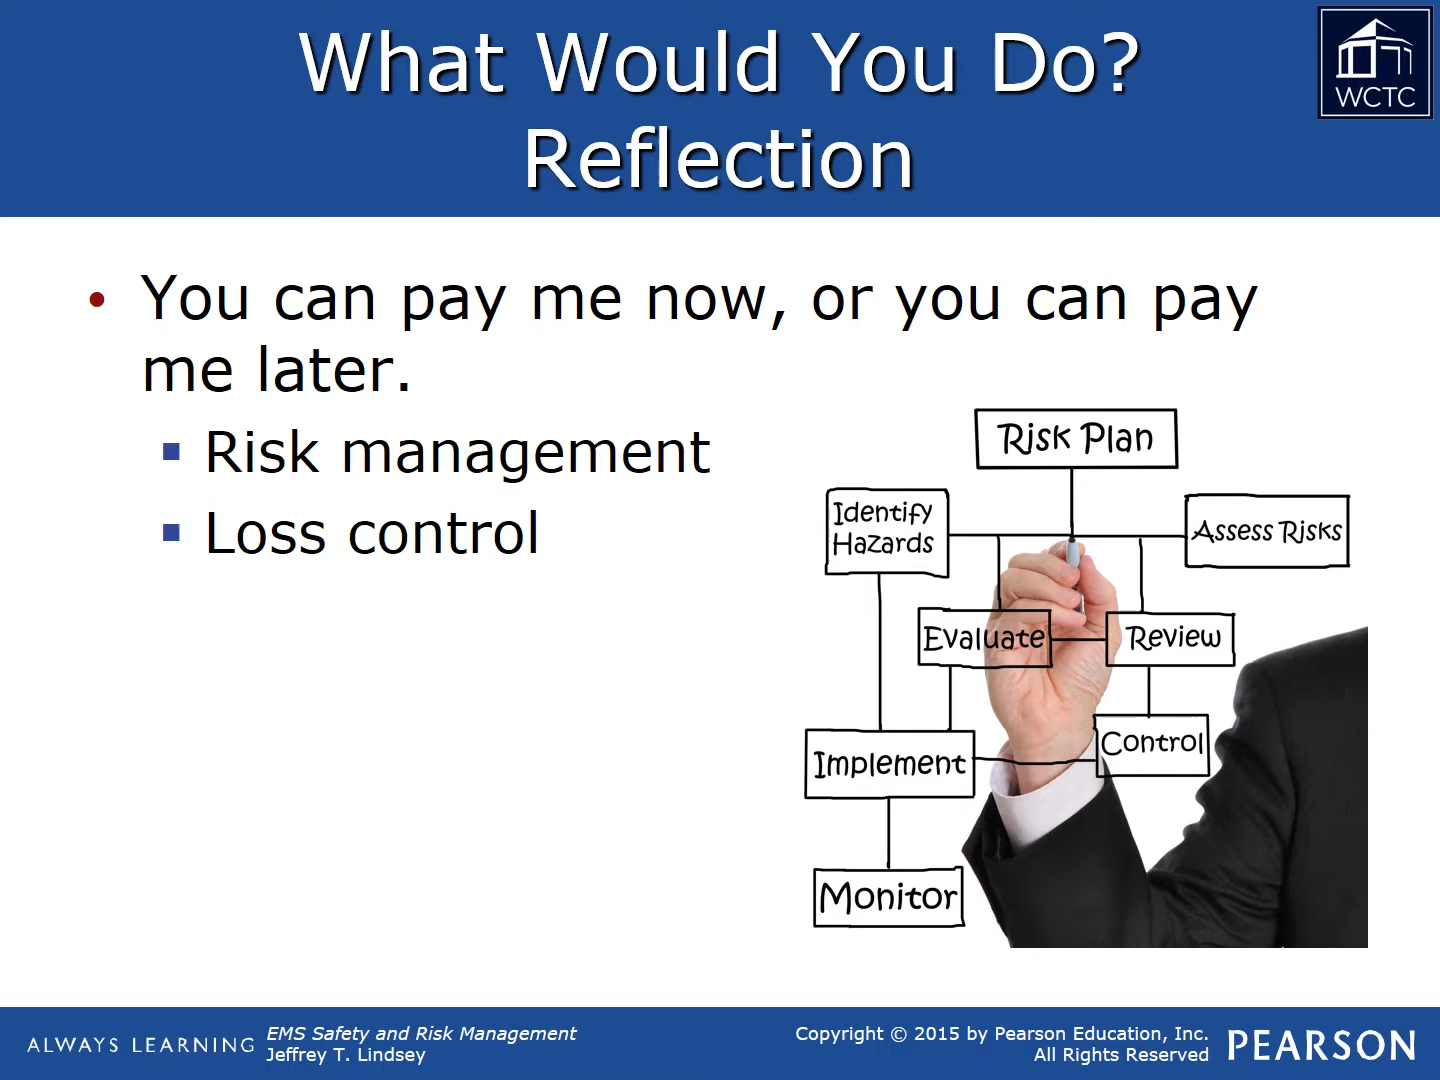 What Would You Do?
Reflection
WCTC
• You can pay me now, or you can pay
me later.
▪ Risk management
▪ Loss control
Risk Plan
Identify
Hazards
Assess Risks
Evaluate
Review
Implement
Control
Monitor
ALWAYS LEARNING
EMS Safety and Risk Management
Jeffrey T. Lindsey
Copyright © 2015 by Pearson Education, Inc.
All Rights Reserved
PEARSON